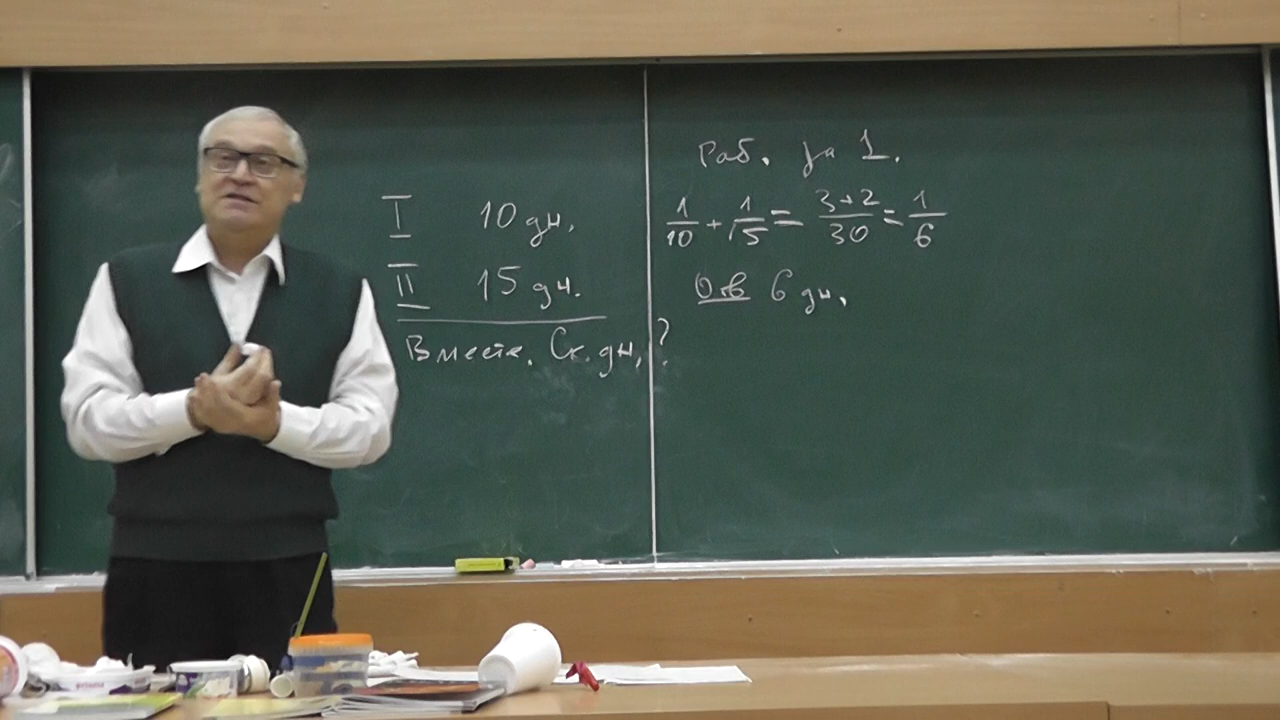 I 10 дн.
II 15 дн.
Вместе. Ск. дн. ?
Раб. за 1.
1/10 + 1/15 = 3+2/30 = 1/6
Отв 6 дн.